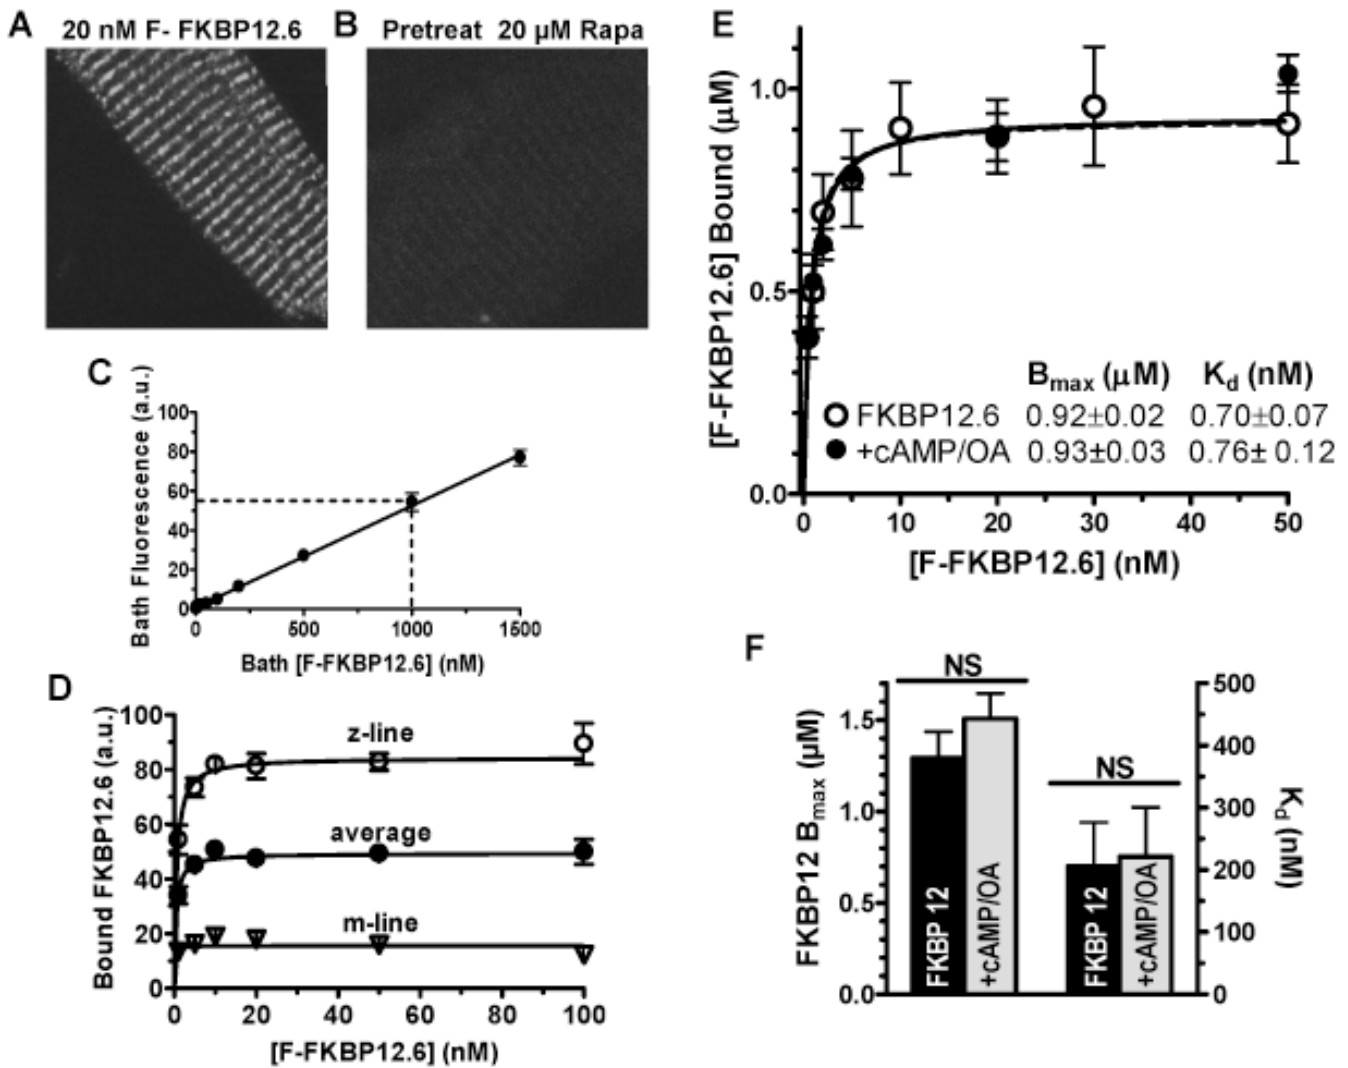 A 20 nM F- FKBP12.6
B Pretreat 20 µM Rapa
C
Bath Fluorescence (a.u.)
100
80
60
40
20
0
0 500 1000 1500
Bath [F-FKBP12.6] (nM)
D
Bound FKBP12.6 (a.u.)
100
80
60
40
20
0
z-line
average
m-line
0 20 40 60 80 100
[F-FKBP12.6] (nM)
E
[F-FKBP12.6] Bound (µM)
1.0
0.5
0.0
Bmax (µM) Kd (nM)
FKBP12.6 0.92±0.02 0.70±0.07
+cAMP/OA 0.93±0.03 0.76± 0.12
0 10 20 30 40 50
[F-FKBP12.6] (nM)
F
FKBP12 Bmax (µM)
1.5
1.0
0.5
0.0
NS
NS
FKBP 12
+cAMP/OA
FKBP 12
+cAMP/OA
500
400
300
200
100
0
Kd (nM)